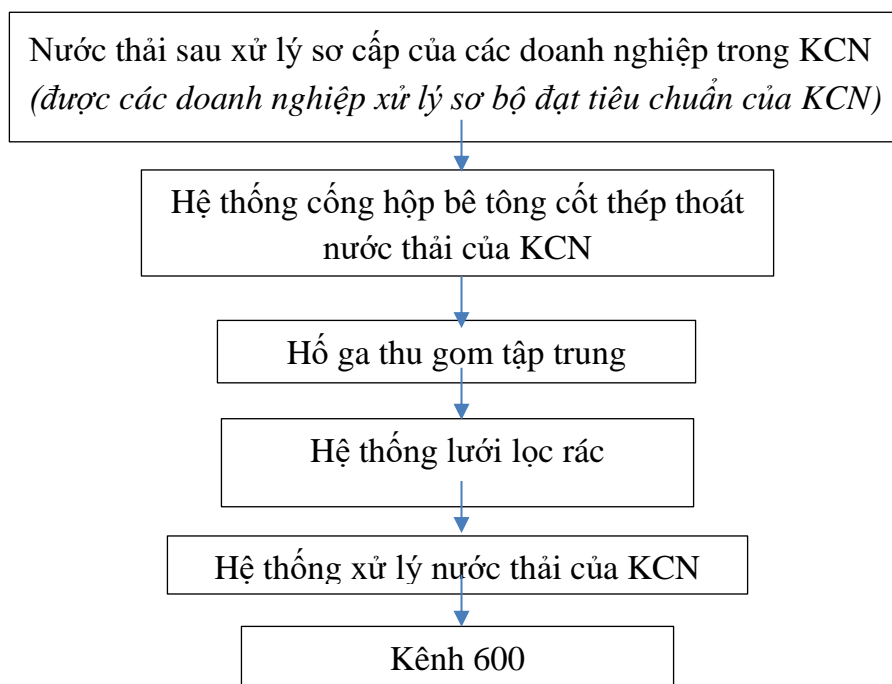 Nước thải sau xử lý sơ cấp của các doanh nghiệp trong KCN
(được các doanh nghiệp xử lý sơ bộ đạt tiêu chuẩn của KCN)
Hệ thống cống hộp bê tông cốt thép thoát
nước thải của KCN
Hố ga thu gom tập trung
Hệ thống lưới lọc rác
Hệ thống xử lý nước thải của KCN
Kênh 600